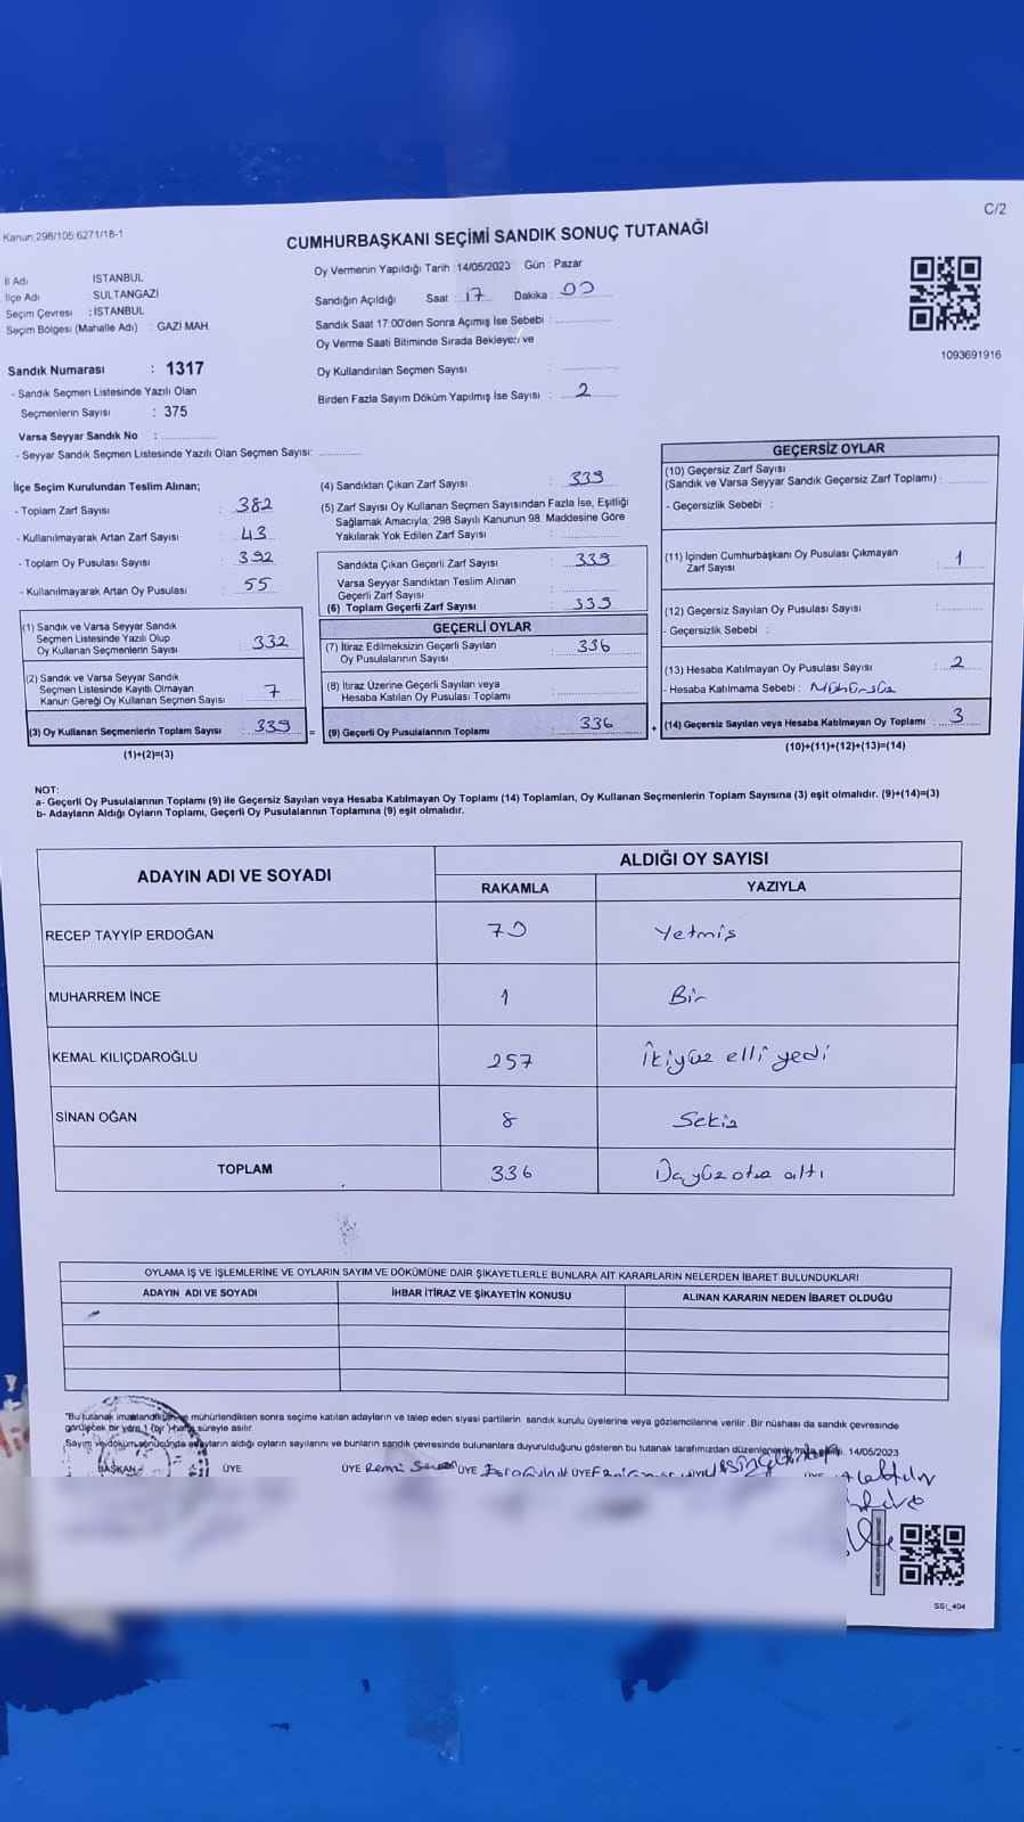 C/2
Kanun: 298/105 6271/18-1
CUMHURBAŞKANI SEÇİMİ SANDIK SONUÇ TUTANAĞI
İl Adı İSTANBUL
İlçe Adı SULTANGAZİ
Seçim Çevresi : İSTANBUL
Seçim Bölgesi (Mahalle Adı) : GAZİ MAH.
Oy Vermenin Yapıldığı Tarih :14/05/2023 Gün : Pazar
Sandığın Açıldığı Saat : 17 Dakika : 00
Sandık Saat 17:00'den Sonra Açımış İse Sebebi :
Oy Verme Saati Bitiminde Sırada Bekleyen ve
Oy Kullandırılan Seçmen Sayısı :
Birden Fazla Sayım Döküm Yapılmış İse Sayısı : 2
1093691916
Sandık Numarası : 1317
- Sandık Seçmen Listesinde Yazılı Olan
Seçmenlerin Sayısı : 375
Varsa Seyyar Sandık No :
- Seyyar Sandık Seçmen Listesinde Yazılı Olan Seçmen Sayısı:
İlçe Seçim Kurulundan Teslim Alınan;
- Toplam Zarf Sayısı : 382
- Kullanılmayarak Artan Zarf Sayısı : 43
- Toplam Oy Pusulası Sayısı : 392
- Kullanılmayarak Artan Oy Pusulası : 55
(1) Sandık ve Varsa Seyyar Sandık
Seçmen Listesinde Yazılı Olup
Oy Kullanan Seçmenlerin Sayısı : 332
(2) Sandık ve Varsa Seyyar Sandık
Seçmen Listesinde Kayıtlı Olmayan
Kanun Gereği Oy Kullanan Seçmen Sayısı : 7
(3) Oy Kullanan Seçmenlerin Toplam Sayısı : 339
(1)+(2)=(3)
(4) Sandıktan Çıkan Zarf Sayısı : 339
(5) Zarf Sayısı Oy Kullanan Seçmen Sayısından Fazla İse, Eşitliği
Sağlamak Amacıyla, 298 Sayılı Kanunun 98. Maddesine Göre
Yakılarak Yok Edilen Zarf Sayısı :
Sandıkta Çıkan Geçerli Zarf Sayısı : 339
Varsa Seyyar Sandıktan Teslim Alınan
Geçerli Zarf Sayısı :
(6) Toplam Geçerli Zarf Sayısı : 339
GEÇERLİ OYLAR
(7) İtiraz Edilmeksizin Geçerli Sayılan
Oy Pusulalarının Sayısı : 336
(8) İtiraz Üzerine Geçerli Sayılan veya
Hesaba Katılan Oy Pusulası Toplamı :
= (9) Geçerli Oy Pusulalarının Toplamı : 336
GEÇERSİZ OYLAR
(10) Geçersiz Zarf Sayısı
(Sandık ve Varsa Seyyar Sandık Geçersiz Zarf Toplamı) :
- Geçersizlik Sebebi :
(11) İçinden Cumhurbaşkanı Oy Pusulası Çıkmayan
Zarf Sayısı : 1
(12) Geçersiz Sayılan Oy Pusulası Sayısı :
- Geçersizlik Sebebi :
(13) Hesaba Katılmayan Oy Pusulası Sayısı : 2
- Hesaba Katılmama Sebebi :
+ (14) Geçersiz Sayılan veya Hesaba Katılmayan Oy Toplamı : 3
(10)+(11)+(12)+(13)=(14)
NOT:
a- Geçerli Oy Pusulalarının Toplamı (9) ile Geçersiz Sayılan veya Hesaba Katılmayan Oy Toplamı (14) Toplamları, Oy Kullanan Seçmenlerin Toplam Sayısına (3) eşit olmalıdır. (9)+(14)=(3)
b- Adayların Aldığı Oyların Toplamı, Geçerli Oy Pusulalarının Toplamına (9) eşit olmalıdır.
ADAYIN ADI VE SOYADI
ALDIĞI OY SAYISI
RAKAMLA YAZIYLA
RECEP TAYYİP ERDOĞAN 70 Yetmiş
MUHARREM İNCE 1 Bir
KEMAL KILIÇDAROĞLU 257 İkiyüz elli yedi
SİNAN OĞAN 8 Sekiz
TOPLAM 336 Üçyüz otuz altı
OYLAMA İŞ VE İŞLEMLERİNE VE OYLARIN SAYIM VE DÖKÜMÜNE DAİR ŞİKAYETLERLE BUNLARA AİT KARARLARIN NELERDEN İBARET BULUNDUKLARI
ADAYIN ADI VE SOYADI İHBAR İTİRAZ VE ŞİKAYETİN KONUSU ALINAN KARARIN NEDEN İBARET OLDUĞU
"Bu tutanak imzalandıktan ve mühürlendikten sonra seçime katılan adayların ve talep eden siyasi partilerin sandık kurulu üyelerine veya gözlemcilerine verilir. Bir nüshası da sandık çevresinde
görülecek bir yere 1 (bir) hafta süreyle asılır.
Sayım ve döküm sonucunda adayların aldığı oyların sayılarını ve bunların sandık çevresinde bulunanlara duyurulduğunu gösteren bu tutanak tarafımızdan 14/05/2023
BAŞKAN ÜYE ÜYE ÜYE ÜYE
SSL_404